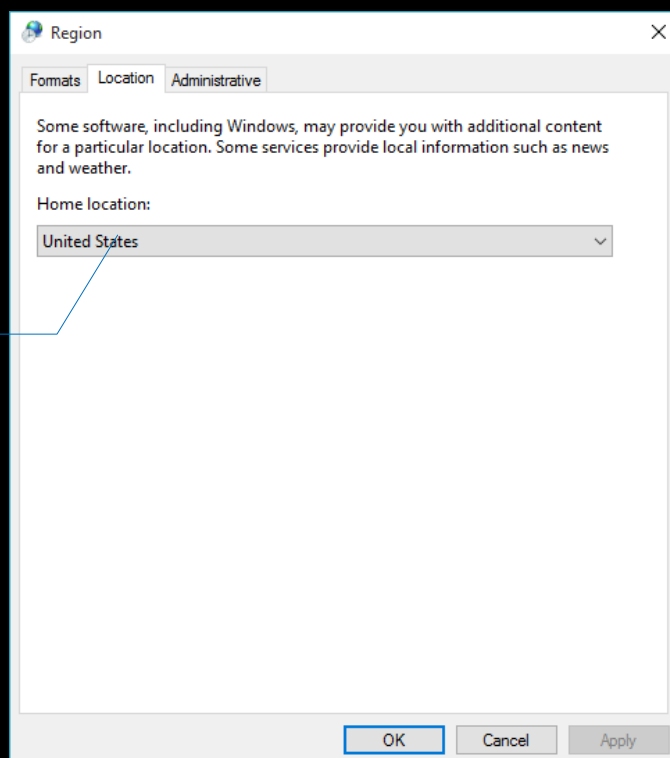 Region
Formats Location Administrative
Some software, including Windows, may provide you with additional content
for a particular location. Some services provide local information such as news
and weather.
Home location:
United States
OK Cancel Apply